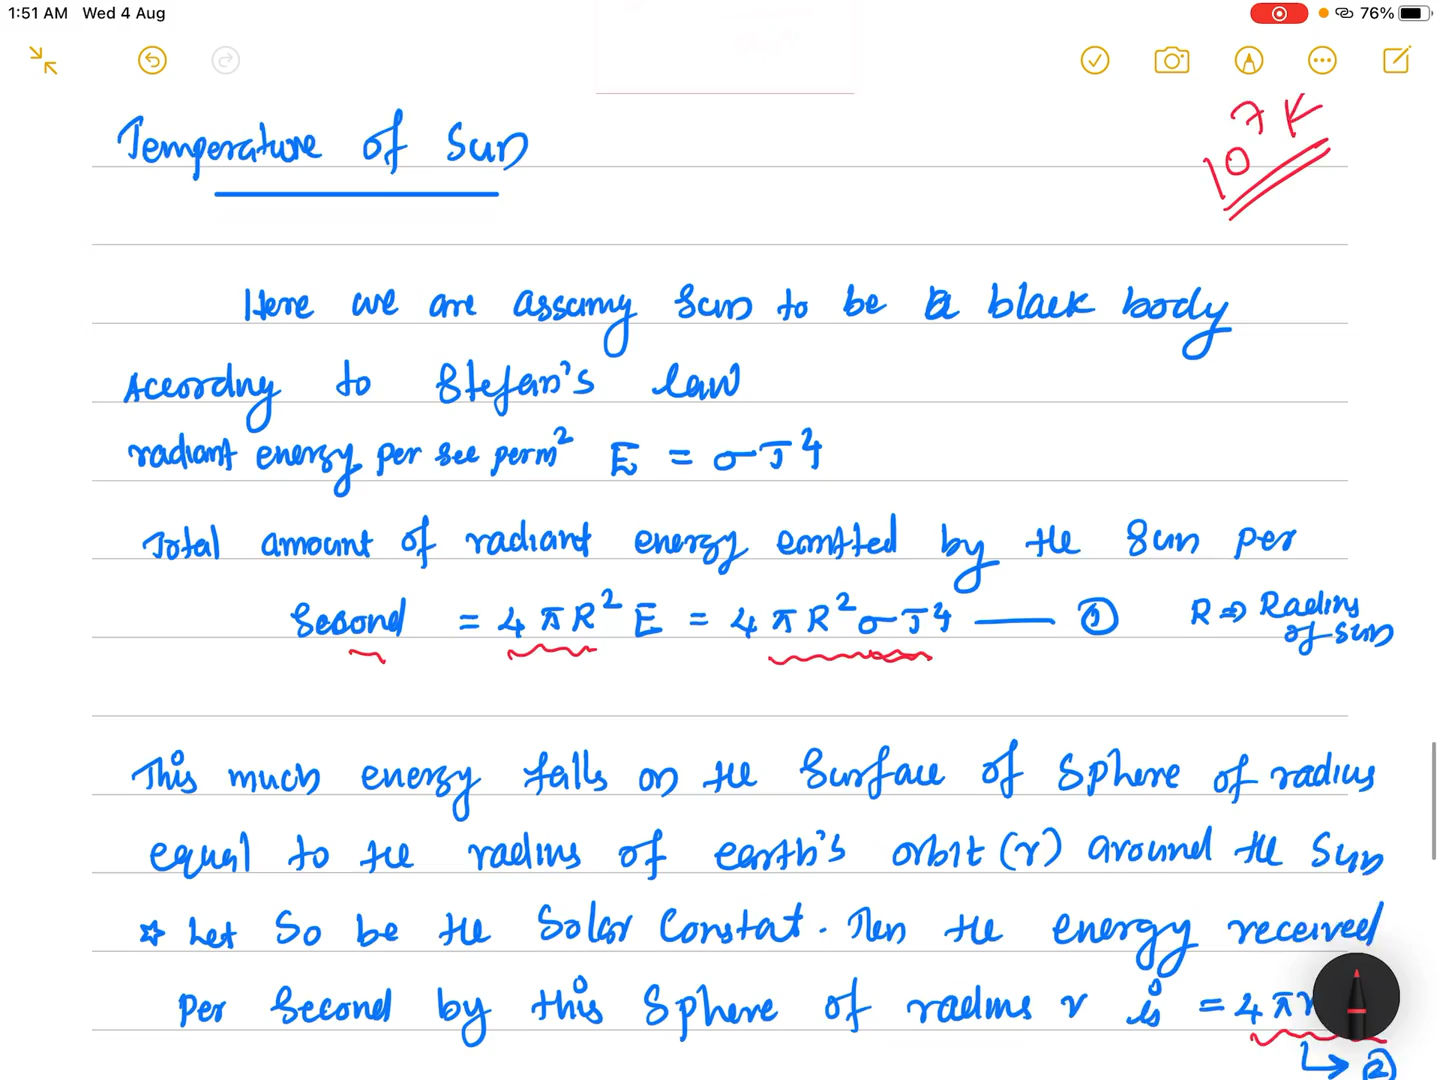 1:51 AM Wed 4 Aug
76%
Temperature of Sun
10⁷ K
Here we are assumy Sun to be a black body
Acordny to Stefan's law
radiant energy per sec per m² E = σT⁴
Total amount of radiant energy emitted by the Sun per
Second = 4πR² E = 4πR²σT⁴ —— ①
R ⇒ Radius
of sun
This much energy falls on the Surface of Sphere of radius
equal to the radius of earth's orbit (r) around the Sun
☆ Let So be the Solar Constat. Then the energy received
Per Second by this Sphere of radius r is = 4πr
↳ ②